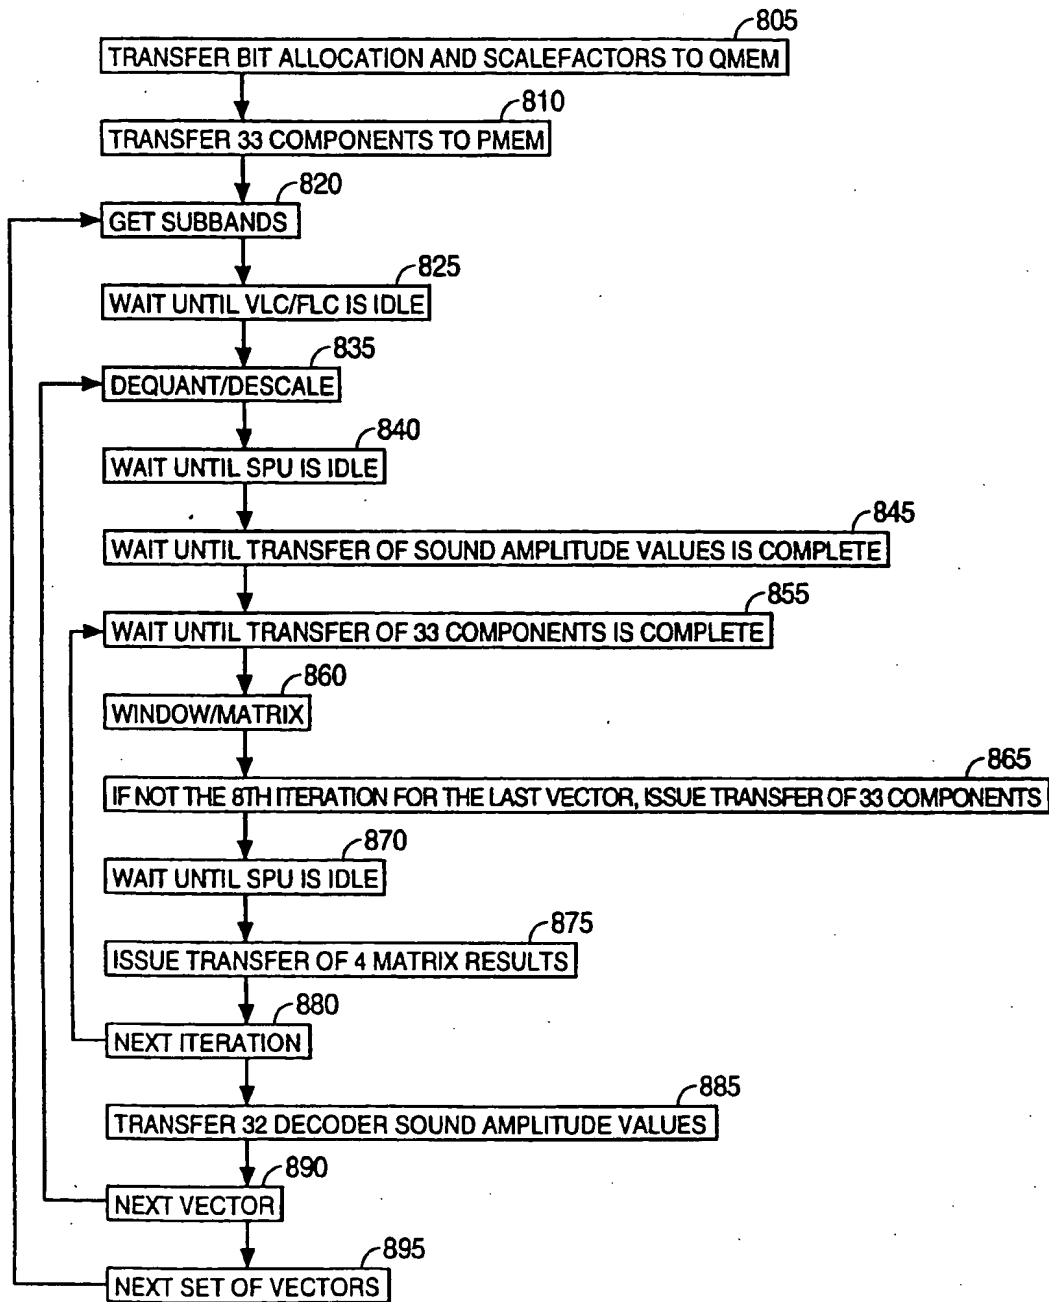 805
TRANSFER BIT ALLOCATION AND SCALEFACTORS TO QMEM
810
TRANSFER 33 COMPONENTS TO PMEM
820
GET SUBBANDS
825
WAIT UNTIL VLC/FLC IS IDLE
835
DEQUANT/DESCALE
840
WAIT UNTIL SPU IS IDLE
845
WAIT UNTIL TRANSFER OF SOUND AMPLITUDE VALUES IS COMPLETE
855
WAIT UNTIL TRANSFER OF 33 COMPONENTS IS COMPLETE
860
WINDOW/MATRIX
865
IF NOT THE 8TH ITERATION FOR THE LAST VECTOR, ISSUE TRANSFER OF 33 COMPONENTS
870
WAIT UNTIL SPU IS IDLE
875
ISSUE TRANSFER OF 4 MATRIX RESULTS
880
NEXT ITERATION
885
TRANSFER 32 DECODER SOUND AMPLITUDE VALUES
890
NEXT VECTOR
895
NEXT SET OF VECTORS